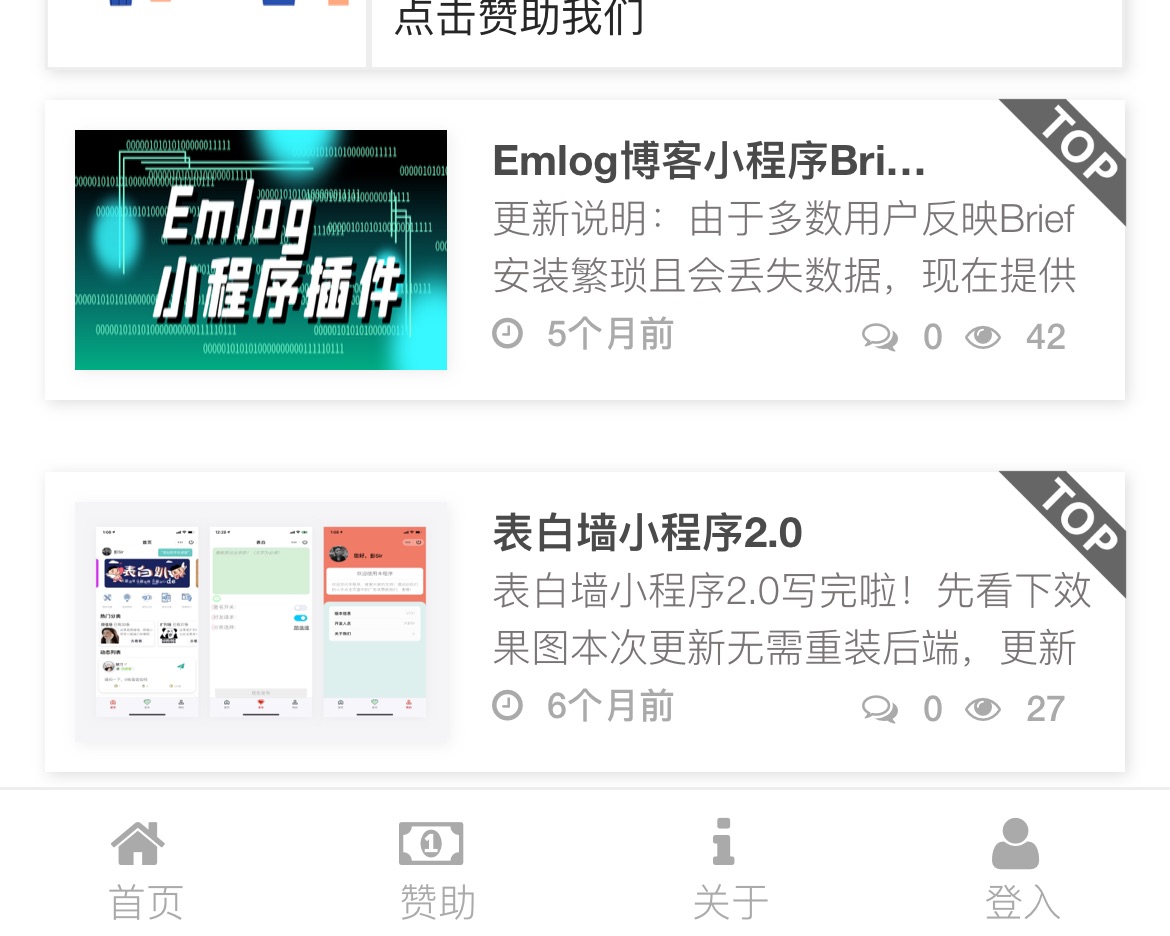 点击赞助我们
TOP
Emlog
小程序插件
Emlog博客小程序Bri...
更新说明：由于多数用户反映Brief
安装繁琐且会丢失数据，现在提供
5个月前 0 42
TOP
表白墙小程序2.0
表白墙小程序2.0写完啦！先看下效
果图本次更新无需重装后端，更新
6个月前 0 27
首页 赞助 关于 登入